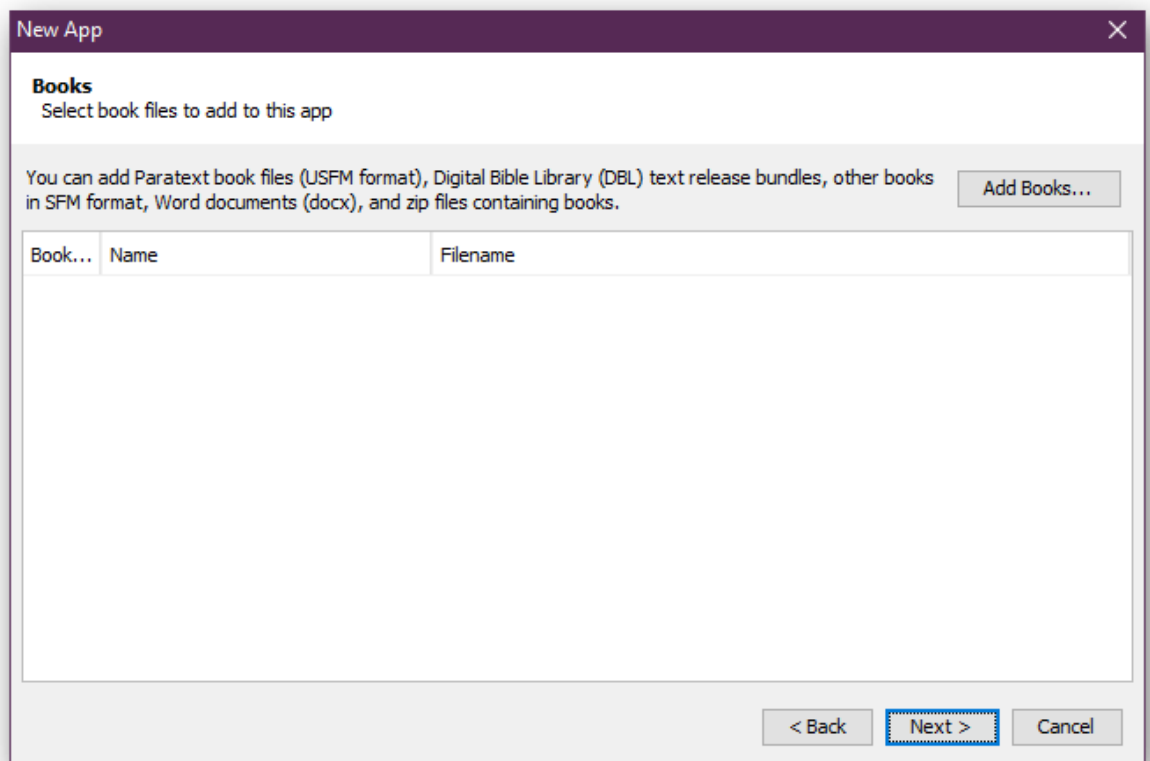 New App
Books
Select book files to add to this app
You can add Paratext book files (USFM format), Digital Bible Library (DBL) text release bundles, other books
in SFM format, Word documents (docx), and zip files containing books.
Add Books...
Book... Name Filename
< Back Next > Cancel